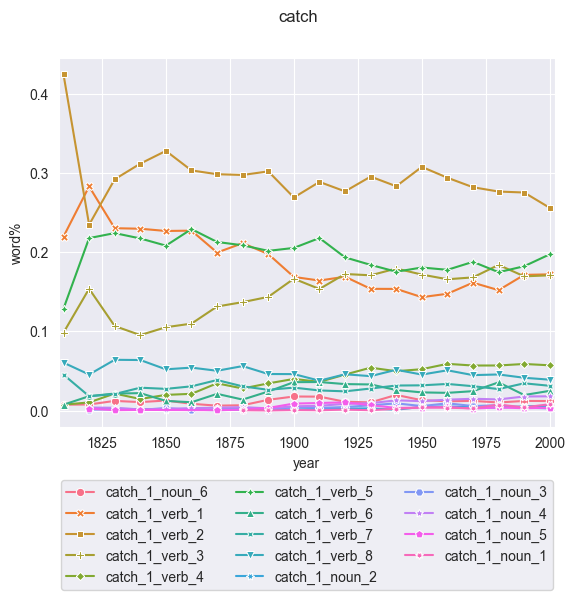 catch
0.4
0.3
0.2
0.1
0.0
word%
1825 1850 1875 1900 1925 1950 1975 2000
year
catch_1_noun_6 catch_1_verb_5 catch_1_noun_3
catch_1_verb_1 catch_1_verb_6 catch_1_noun_4
catch_1_verb_2 catch_1_verb_7 catch_1_noun_5
catch_1_verb_3 catch_1_verb_8 catch_1_noun_1
catch_1_verb_4 catch_1_noun_2